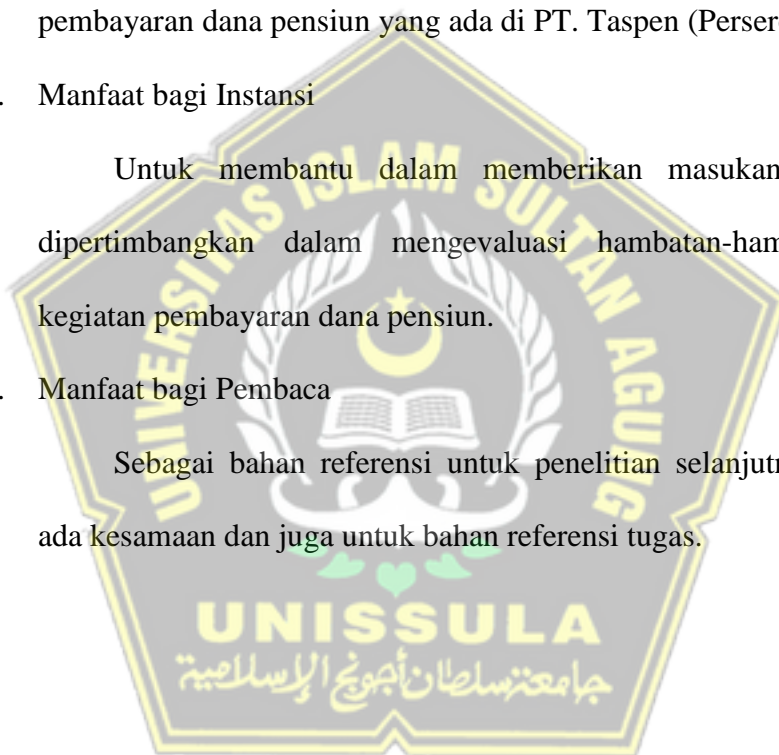 pembayaran dana pensiun yang ada di PT. Taspen (Perser
. Manfaat bagi Instansi
Untuk membantu dalam memberikan masukan
dipertimbangkan dalam mengevaluasi hambatan-ham
kegiatan pembayaran dana pensiun.
. Manfaat bagi Pembaca
Sebagai bahan referensi untuk penelitian selanjutn
ada kesamaan dan juga untuk bahan referensi tugas.
UNIVERSITAS ISLAM SULTAN AGUNG
UNISSULA
جامعتنسلطان أجونج الإسلامية